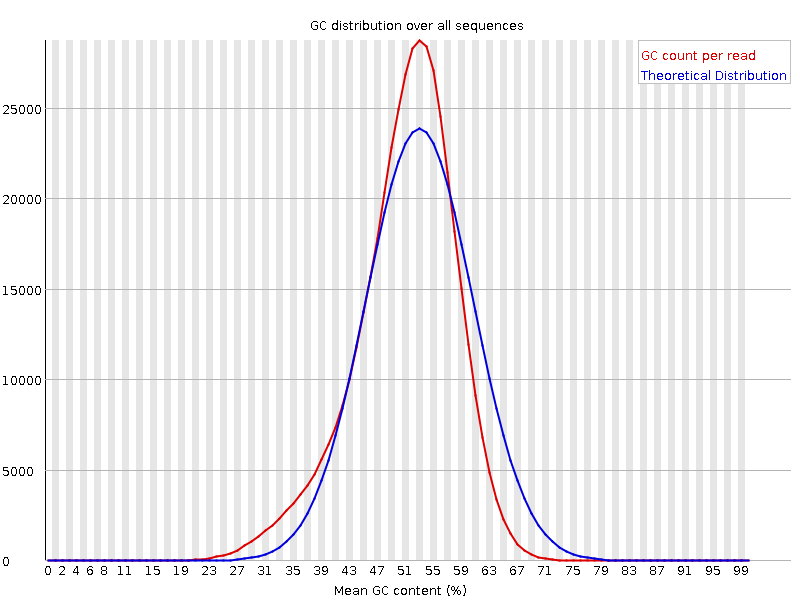 GC distribution over all sequences
GC count per read
Theoretical Distribution
25000
20000
15000
10000
5000
0
0 2 4 6 8 11 15 19 23 27 31 35 39 43 47 51 55 59 63 67 71 75 79 83 87 91 95 99
Mean GC content (%)